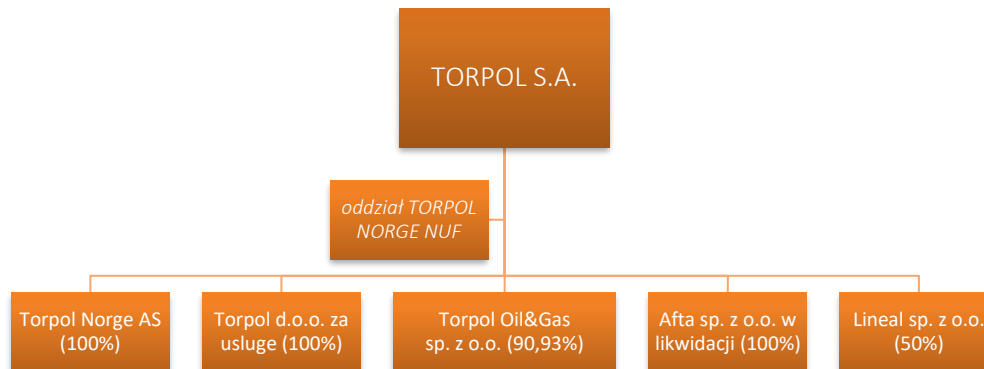 TORPOL S.A.
oddział TORPOL
NORGE NUF
Torpol Norge AS
(100%)
Torpol d.o.o. za
usluge (100%)
Torpol Oil&Gas
sp. z o.o. (90,93%)
Afta sp. z o.o. w
likwidacji (100%)
Lineal sp. z o.o.
(50%)